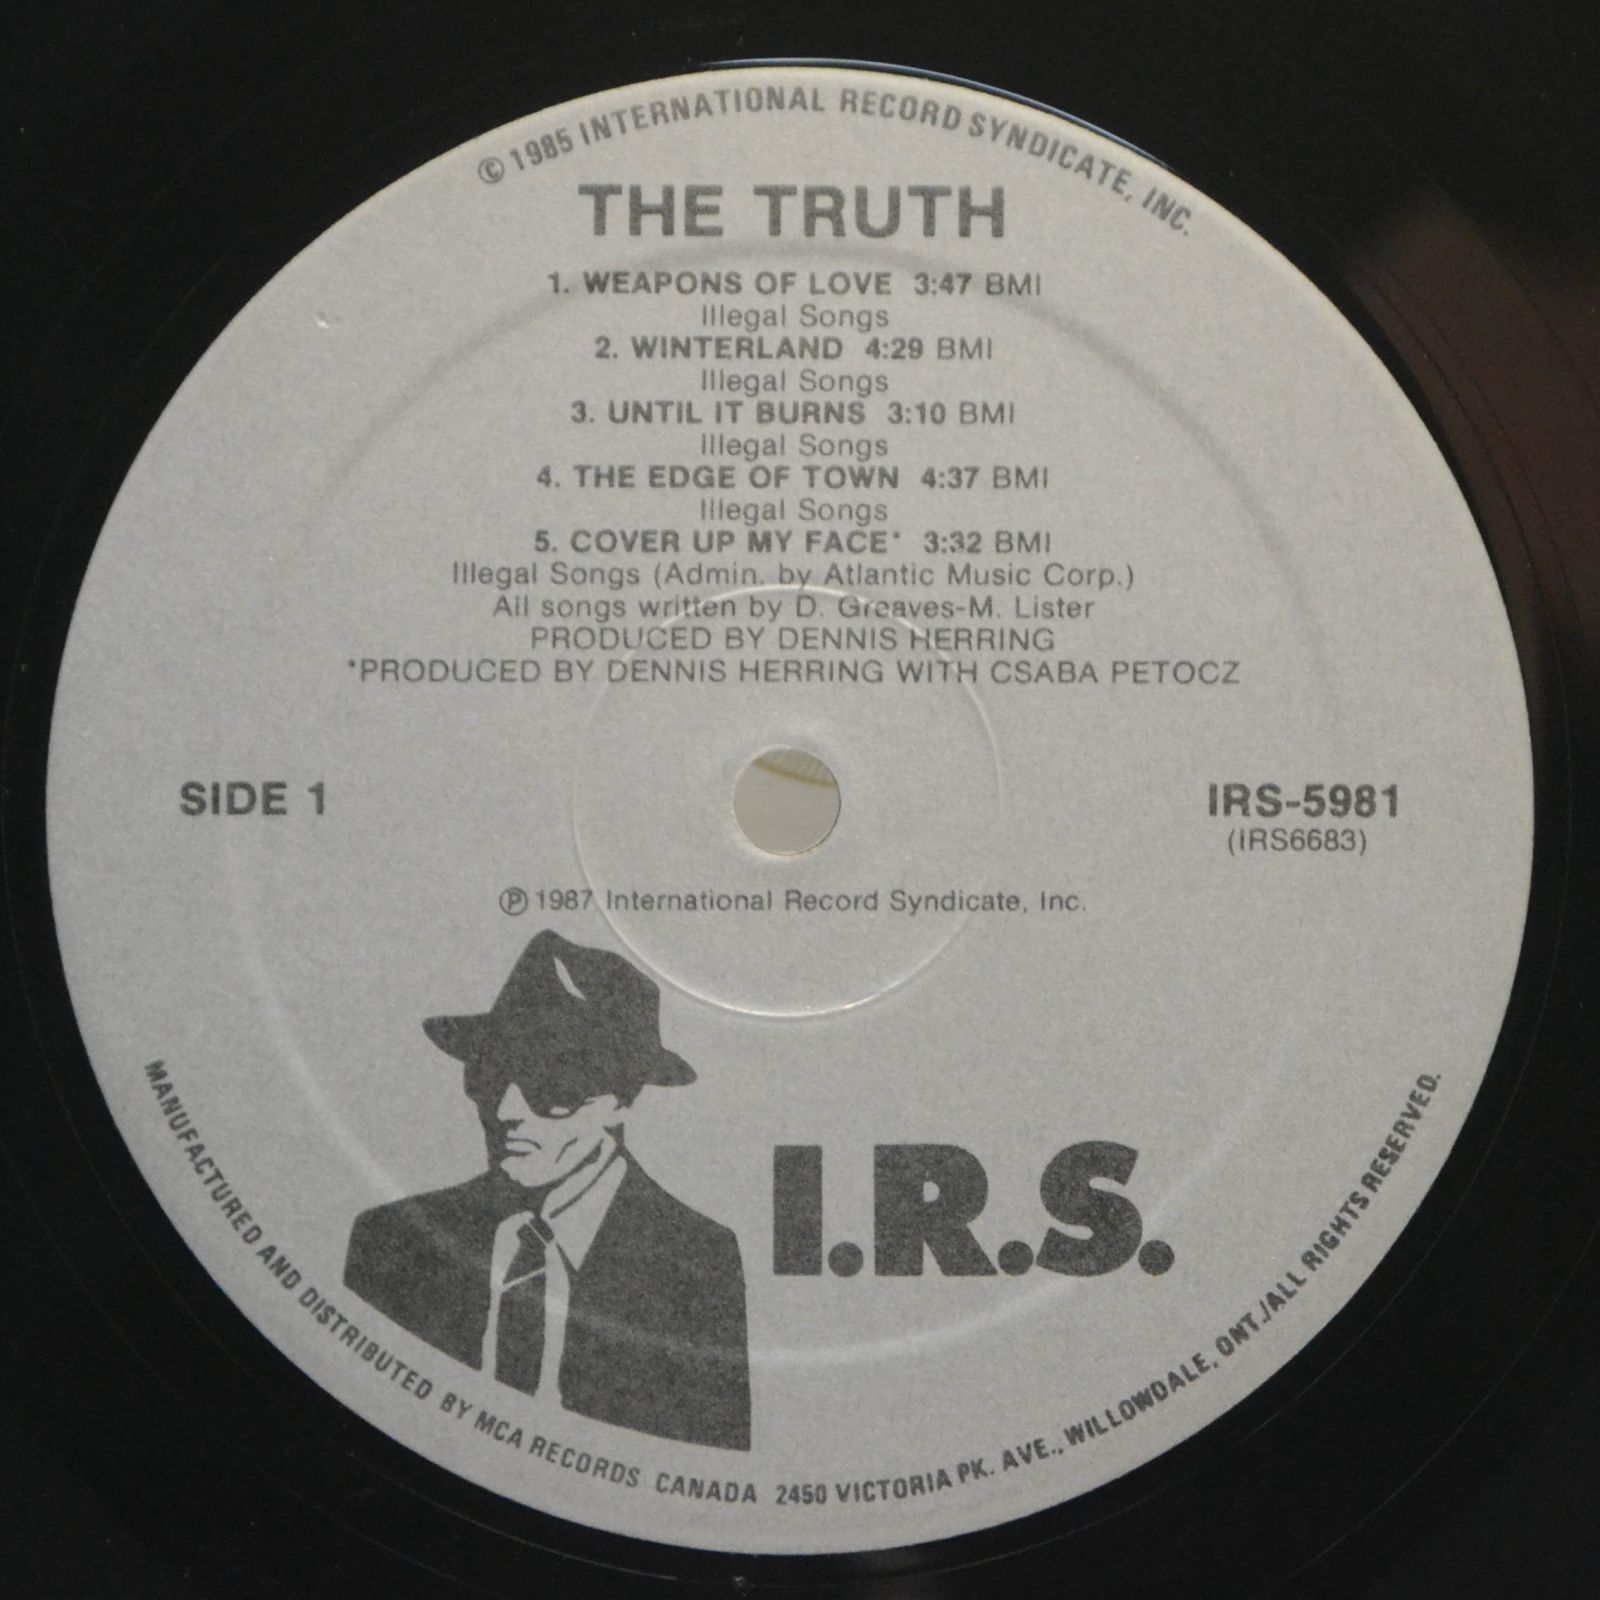 © 1985 INTERNATIONAL RECORD SYNDICATE, INC.
THE TRUTH
1. WEAPONS OF LOVE 3:47 BMI
Illegal Songs
2. WINTERLAND 4:29 BMI
Illegal Songs
3. UNTIL IT BURNS 3:10 BMI
Illegal Songs
4. THE EDGE OF TOWN 4:37 BMI
Illegal Songs
5. COVER UP MY FACE* 3:32 BMI
Illegal Songs (Admin. by Atlantic Music Corp.)
All songs written by D. Greaves-M. Lister
PRODUCED BY DENNIS HERRING
*PRODUCED BY DENNIS HERRING WITH CSABA PETOCZ
SIDE 1
IRS-5981
(IRS6683)
℗ 1987 International Record Syndicate, Inc.
I.R.S.
MANUFACTURED AND DISTRIBUTED BY MCA RECORDS CANADA 2450 VICTORIA PK. AVE., WILLOWDALE, ONT./ALL RIGHTS RESERVED.